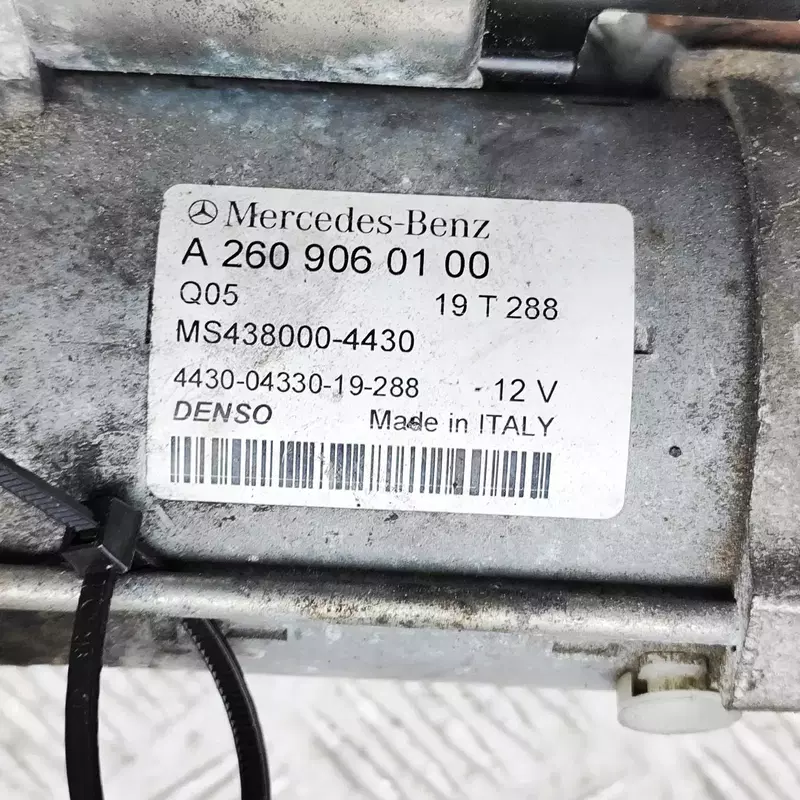 Mercedes-Benz
A 260 906 01 00
Q05 19 T 288
MS438000-4430
4430-04330-19-288 - 12 V
DENSO Made in ITALY